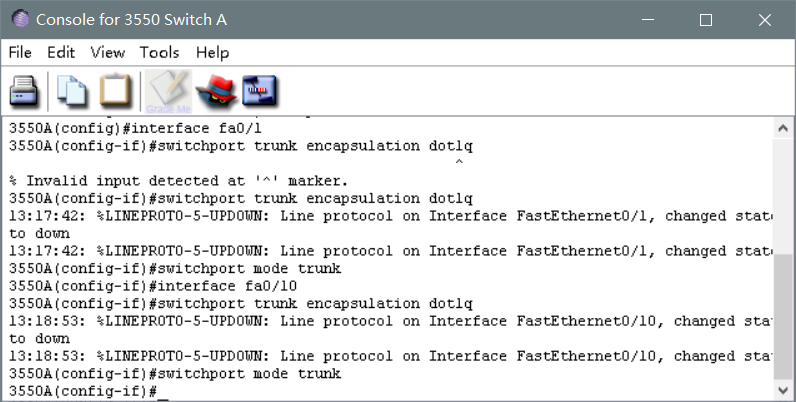 Console for 3550 Switch A
File Edit View Tools Help
Grade Me
3550A(config)#interface fa0/1
3550A(config-if)#switchport trunk encapsulation dotlq
^
% Invalid input detected at '^' marker.
3550A(config-if)#switchport trunk encapsulation dot1q
13:17:42: %LINEPROTO-5-UPDOWN: Line protocol on Interface FastEthernet0/1, changed state
to down
13:17:42: %LINEPROTO-5-UPDOWN: Line protocol on Interface FastEthernet0/1, changed state
3550A(config-if)#switchport mode trunk
3550A(config-if)#interface fa0/10
3550A(config-if)#switchport trunk encapsulation dot1q
13:18:53: %LINEPROTO-5-UPDOWN: Line protocol on Interface FastEthernet0/10, changed sta
to down
13:18:53: %LINEPROTO-5-UPDOWN: Line protocol on Interface FastEthernet0/10, changed sta
3550A(config-if)#switchport mode trunk
3550A(config-if)#_